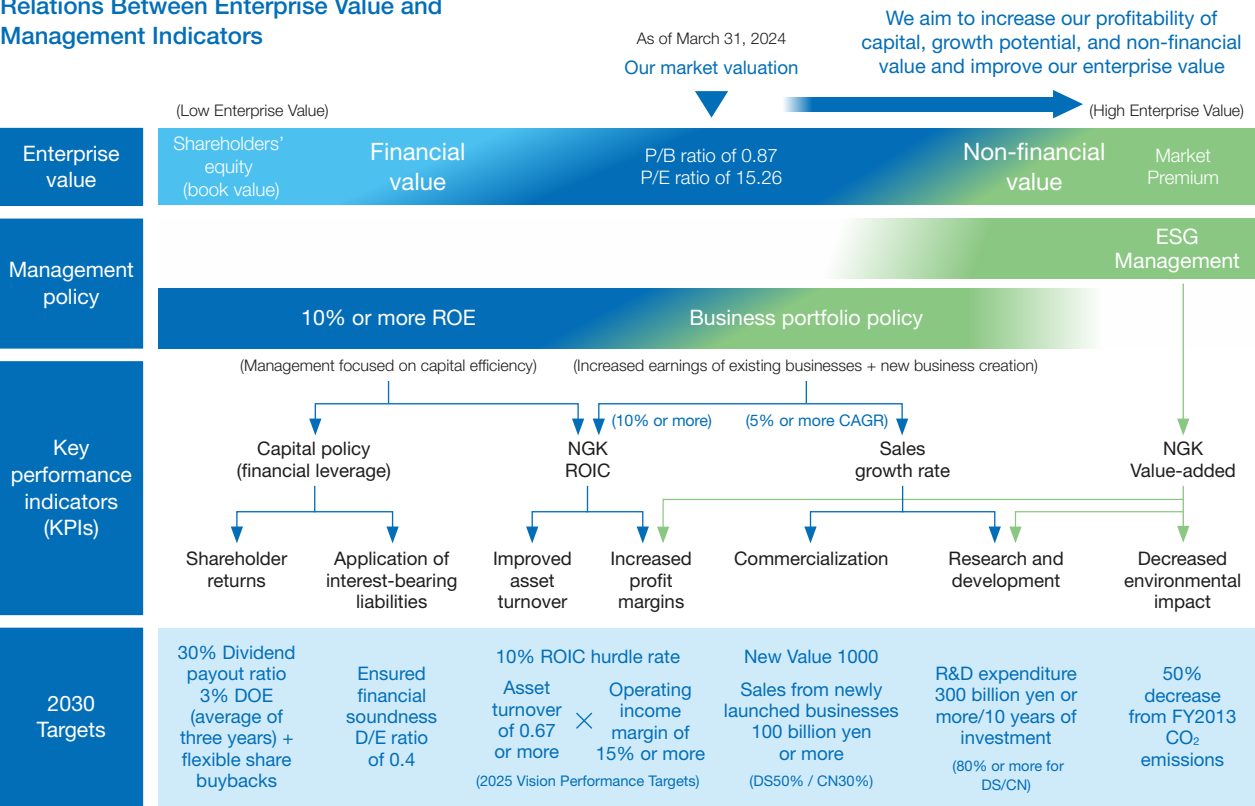 Relations Between Enterprise Value and
Management Indicators
As of March 31, 2024
Our market valuation
We aim to increase our profitability of
capital, growth potential, and non-financial
value and improve our enterprise value
(Low Enterprise Value)
(High Enterprise Value)
Enterprise
value
Shareholders'
equity
(book value)
Financial
value
P/B ratio of 0.87
P/E ratio of 15.26
Non-financial
value
Market
Premium
Management
policy
ESG
Management
10% or more ROE
Business portfolio policy
Key
performance
indicators
(KPIs)
(Management focused on capital efficiency)
(Increased earnings of existing businesses + new business creation)
(10% or more)
(5% or more CAGR)
Capital policy
(financial leverage)
NGK
ROIC
Sales
growth rate
NGK
Value-added
Shareholder
returns
Application of
interest-bearing
liabilities
Improved
asset
turnover
Increased
profit
margins
Commercialization
Research and
development
Decreased
environmental
impact
2030
Targets
30% Dividend
payout ratio
3% DOE
(average of
three years) +
flexible share
buybacks
Ensured
financial
soundness
D/E ratio
of 0.4
10% ROIC hurdle rate
Asset
turnover
of 0.67
or more
×
Operating
income
margin of
15% or more
(2025 Vision Performance Targets)
New Value 1000
Sales from newly
launched businesses
100 billion yen
or more
(DS50% / CN30%)
R&D expenditure
300 billion yen or
more/10 years of
investment
(80% or more for
DS/CN)
50%
decrease
from FY2013
CO₂
emissions